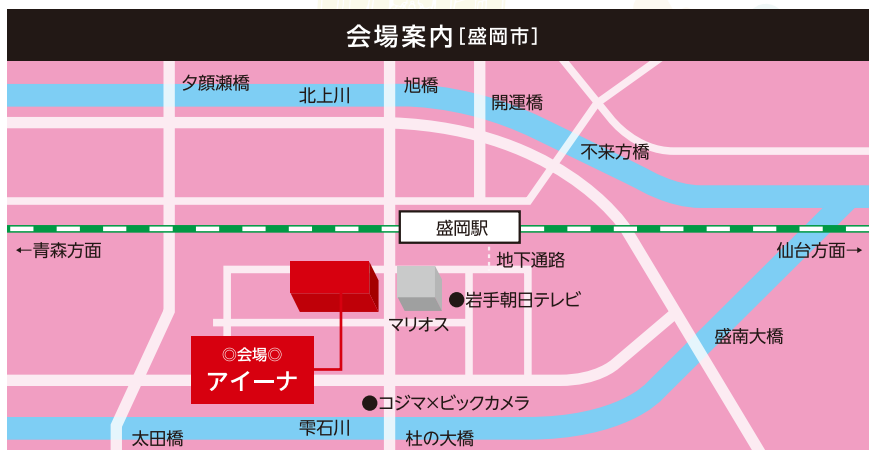 会場案内[盛岡市]
夕顔瀬橋
北上川
旭橋
開運橋
不来方橋
盛岡駅
←青森方面
仙台方面→
地下通路
●岩手朝日テレビ
マリオス
盛南大橋
◎会場◎
アイーナ
●コジマ×ビックカメラ
太田橋
雫石川
杜の大橋